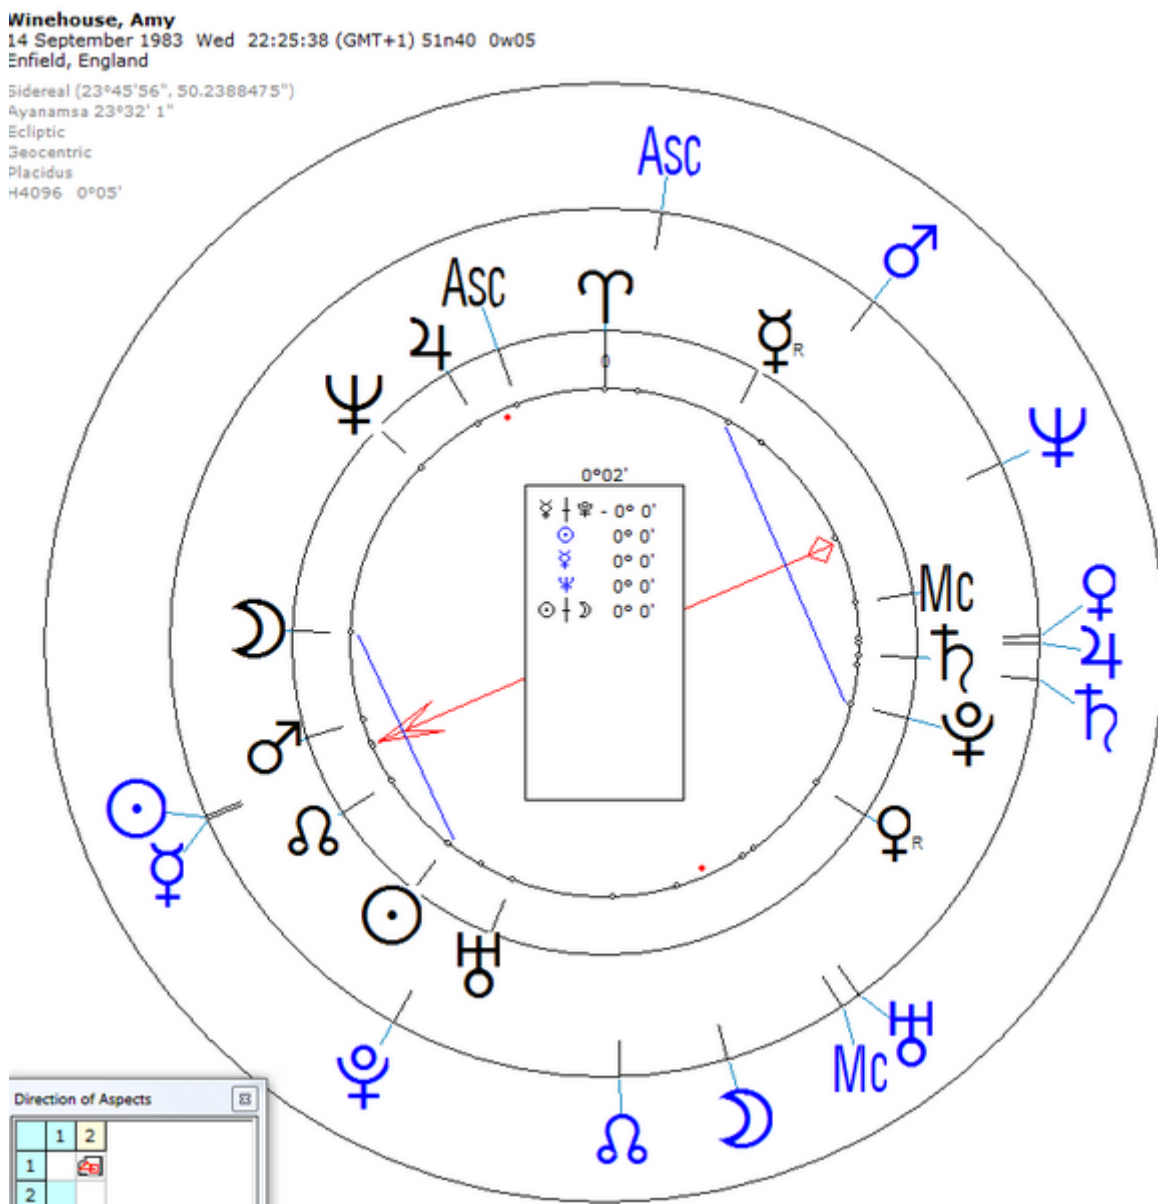 Winehouse, Amy
14 September 1983 Wed 22:25:38 (GMT+1) 51n40 0w05
Enfield, England
Sidereal (23°45'56", 50.2388475")
Ayanamsa 23°32' 1"
Ecliptic
Geocentric
Placidus
H4096 0°05'
Asc
Asc
♂
♈
☿R
♃
♆
♆
0
0°02'
☿ | ♆ - 0° 0'
☉ 0° 0'
☿ 0° 0'
♆ 0° 0'
☉ | ☽ 0° 0'
Mc
♀
☽
♄
♃
♄
♂
♇
☉
☿
☊
♀R
☉
♅
♅
Mc
♇
☊
☽
Direction of Aspects
1 2
1
2